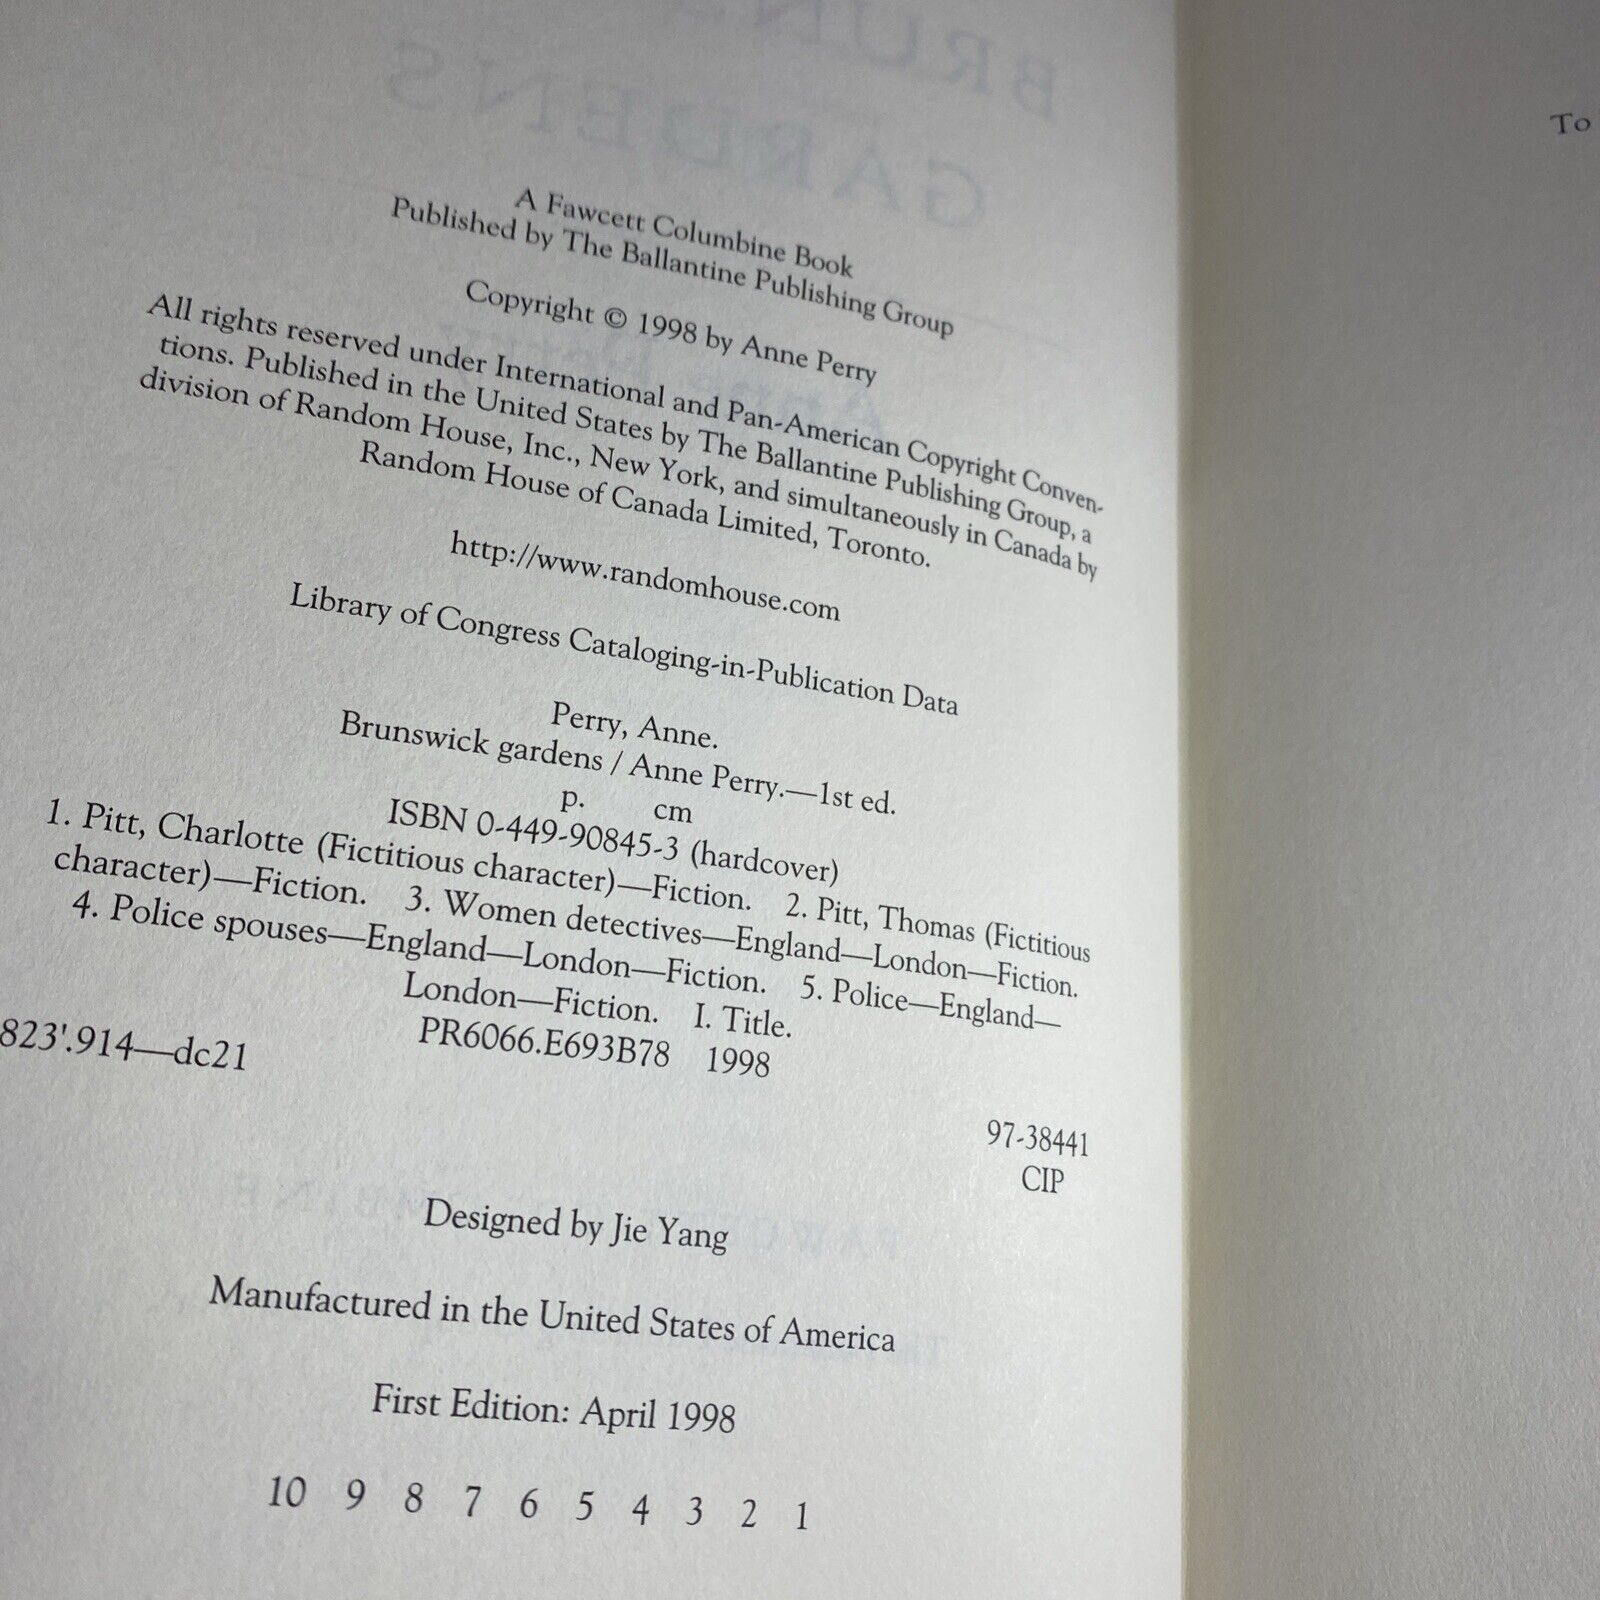 BRUNS
GARDENS
A Fawcett Columbine Book
Published by The Ballantine Publishing Group
Copyright © 1998 by Anne Perry
All rights reserved under International and Pan-American Copyright Conven-
tions. Published in the United States by The Ballantine Publishing Group, a
division of Random House, Inc., New York, and simultaneously in Canada by
Random House of Canada Limited, Toronto.
http://www.randomhouse.com
Library of Congress Cataloging-in-Publication Data
Perry, Anne.
Brunswick gardens / Anne Perry.—1st ed.
p. cm
ISBN 0-449-90845-3 (hardcover)
1. Pitt, Charlotte (Fictitious character)—Fiction. 2. Pitt, Thomas (Fictitious
character)—Fiction. 3. Women detectives—England—London—Fiction.
4. Police spouses—England—London—Fiction. 5. Police—England—
London—Fiction. I. Title.
PR6066.E693B78 1998
823'.914—dc21
97-38441
CIP
Designed by Jie Yang
Manufactured in the United States of America
First Edition: April 1998
10 9 8 7 6 5 4 3 2 1
To